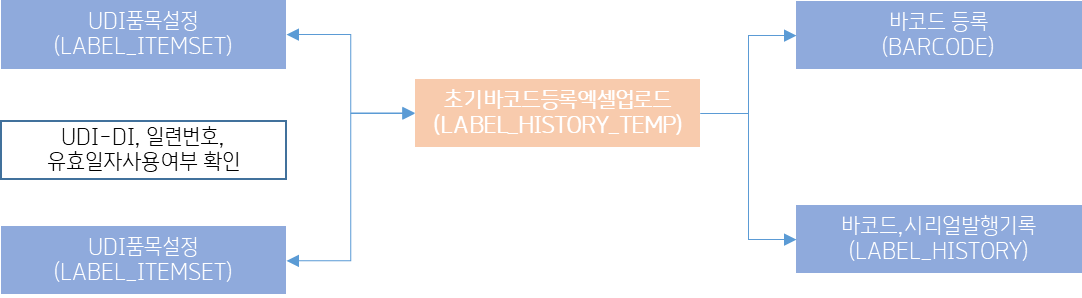 UDI품목설정
(LABEL_ITEMSET)
UDI-DI, 일련번호,
유효일자사용여부 확인
UDI품목설정
(LABEL_ITEMSET)
초기바코드등록엑셀업로드
(LABEL_HISTORY_TEMP)
바코드 등록
(BARCODE)
바코드,시리얼발행기록
(LABEL_HISTORY)